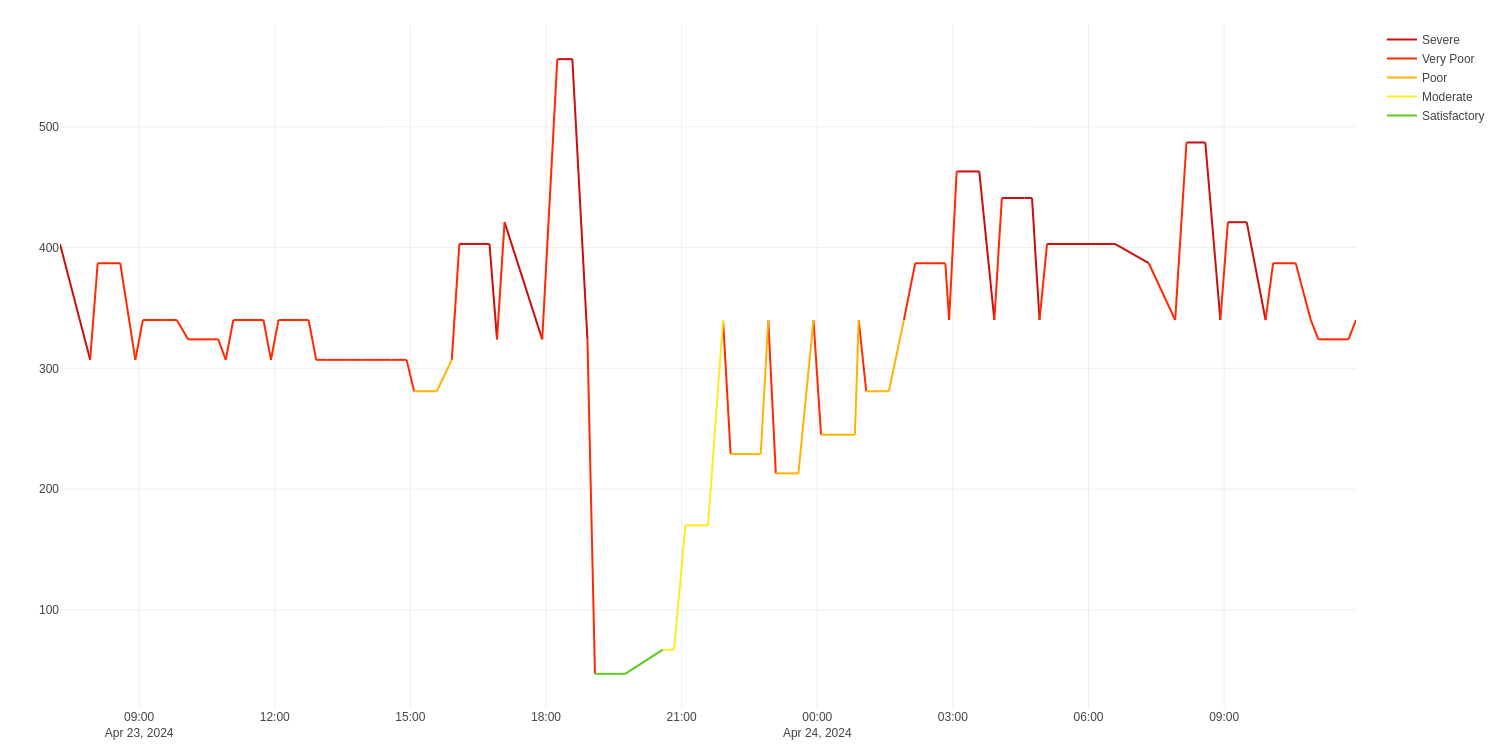 Severe
Very Poor
Poor
Moderate
Satisfactory
500
400
300
200
100
09:00
12:00
15:00
18:00
21:00
00:00
03:00
06:00
09:00
Apr 23, 2024
Apr 24, 2024